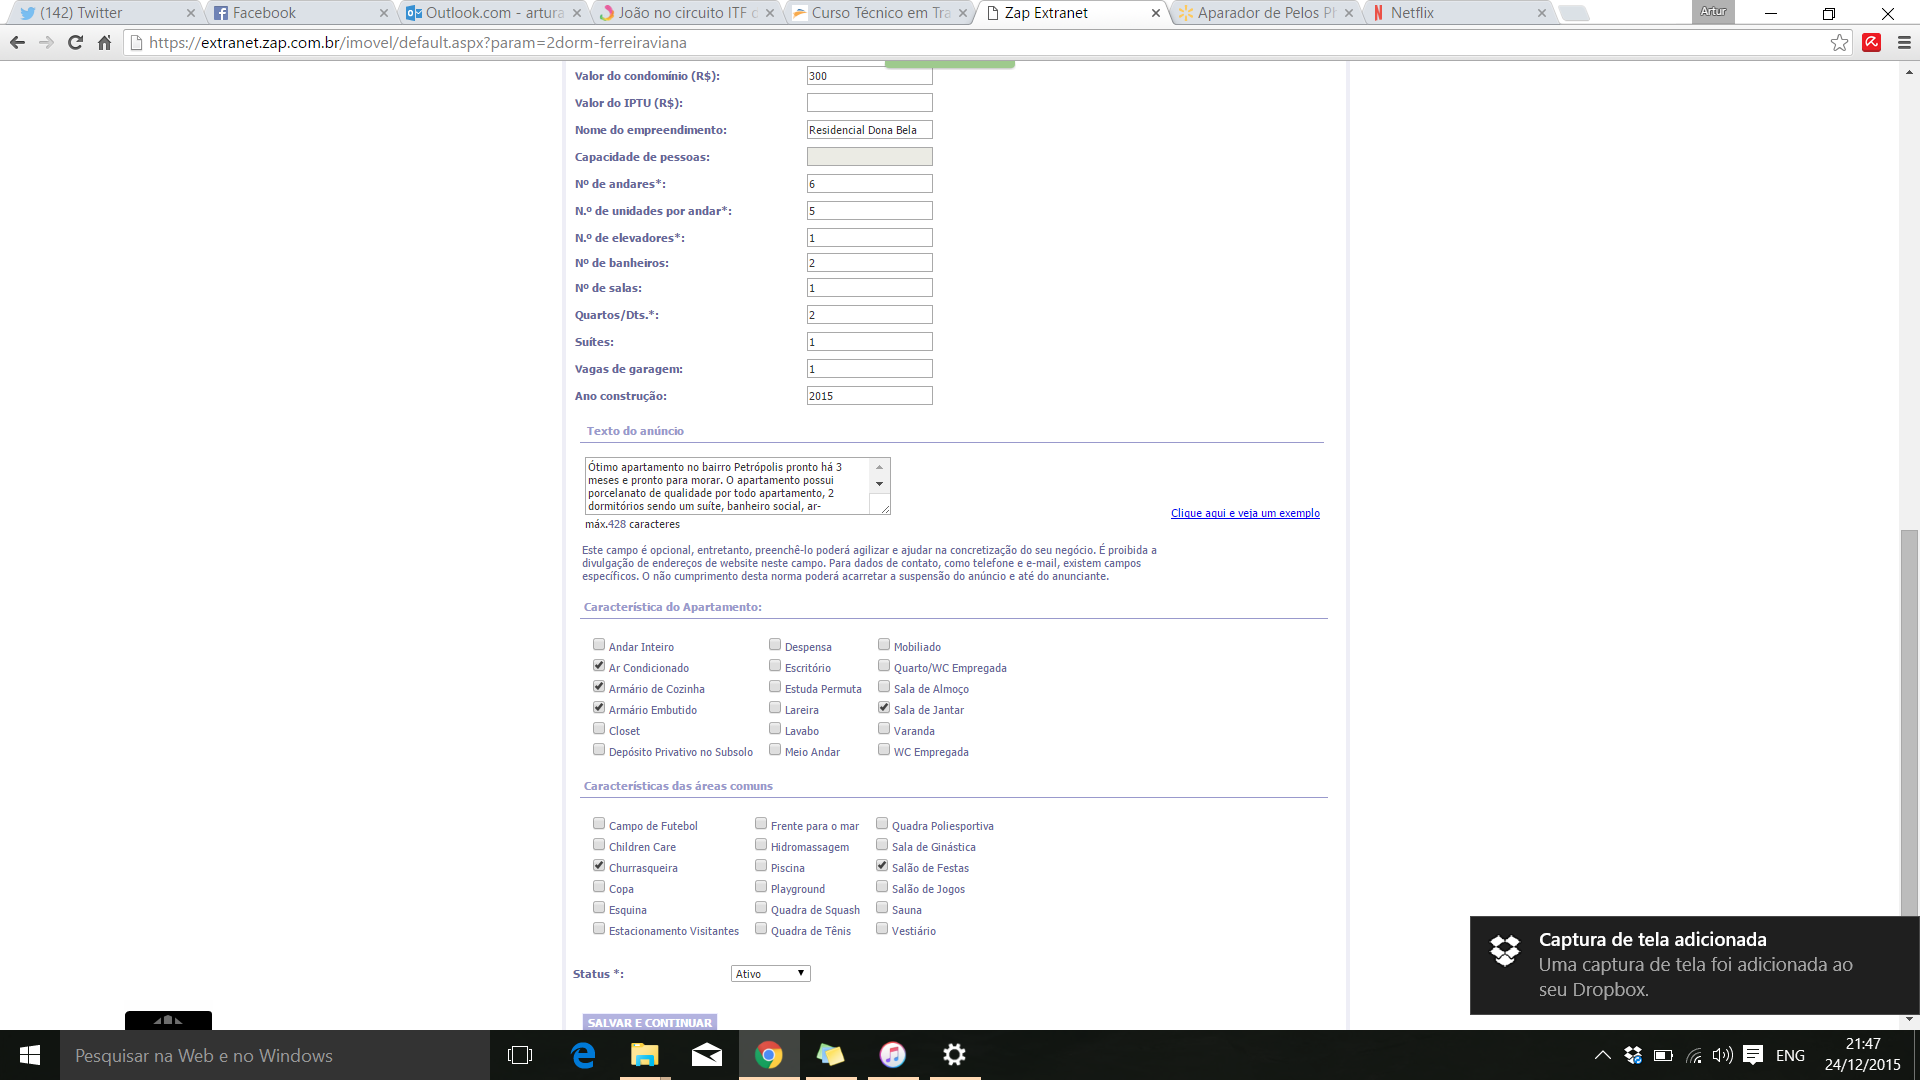 (142) Twitter
Facebook
Outlook.com - artura
João no circuito ITF c
Curso Técnico em Tra
Zap Extranet
Aparador de Pelos Ph
Netflix
Artur
https://extranet.zap.com.br/imovel/default.aspx?param=2dorm-ferreiraviana
Valor do condomínio (R$): 300
Valor do IPTU (R$):
Nome do empreendimento: Residencial Dona Bela
Capacidade de pessoas:
Nº de andares*: 6
N.º de unidades por andar*: 5
N.º de elevadores*: 1
Nº de banheiros: 2
Nº de salas: 1
Quartos/Dts.*: 2
Suítes: 1
Vagas de garagem: 1
Ano construção: 2015
Texto do anúncio
Ótimo apartamento no bairro Petrópolis pronto há 3
meses e pronto para morar. O apartamento possui
porcelanato de qualidade por todo apartamento, 2
dormitórios sendo um suíte, banheiro social, ar-
Clique aqui e veja um exemplo
máx.428 caracteres
Este campo é opcional, entretanto, preenchê-lo poderá agilizar e ajudar na concretização do seu negócio. É proibida a
divulgação de endereços de website neste campo. Para dados de contato, como telefone e e-mail, existem campos
específicos. O não cumprimento desta norma poderá acarretar a suspensão do anúncio e até do anunciante.
Característica do Apartamento:
Andar Inteiro Despensa Mobiliado
Ar Condicionado Escritório Quarto/WC Empregada
Armário de Cozinha Estuda Permuta Sala de Almoço
Armário Embutido Lareira Sala de Jantar
Closet Lavabo Varanda
Depósito Privativo no Subsolo Meio Andar WC Empregada
Características das áreas comuns
Campo de Futebol Frente para o mar Quadra Poliesportiva
Children Care Hidromassagem Sala de Ginástica
Churrasqueira Piscina Salão de Festas
Copa Playground Salão de Jogos
Esquina Quadra de Squash Sauna
Estacionamento Visitantes Quadra de Tênis Vestiário
Status *: Ativo
SALVAR E CONTINUAR
Captura de tela adicionada
Uma captura de tela foi adicionada ao
seu Dropbox.
Pesquisar na Web e no Windows
ENG
21:47
24/12/2015